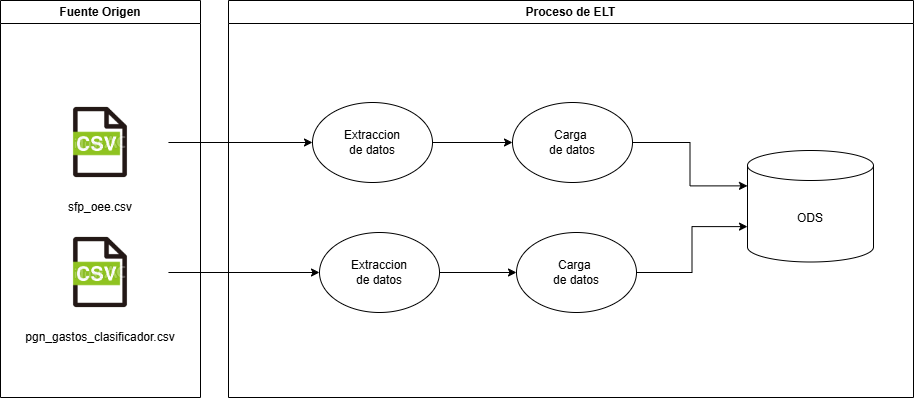 Fuente Origen
Proceso de ELT
CSV
sfp_oee.csv
Extraccion
de datos
Carga
de datos
ODS
CSV
pgn_gastos_clasificador.csv
Extraccion
de datos
Carga
de datos